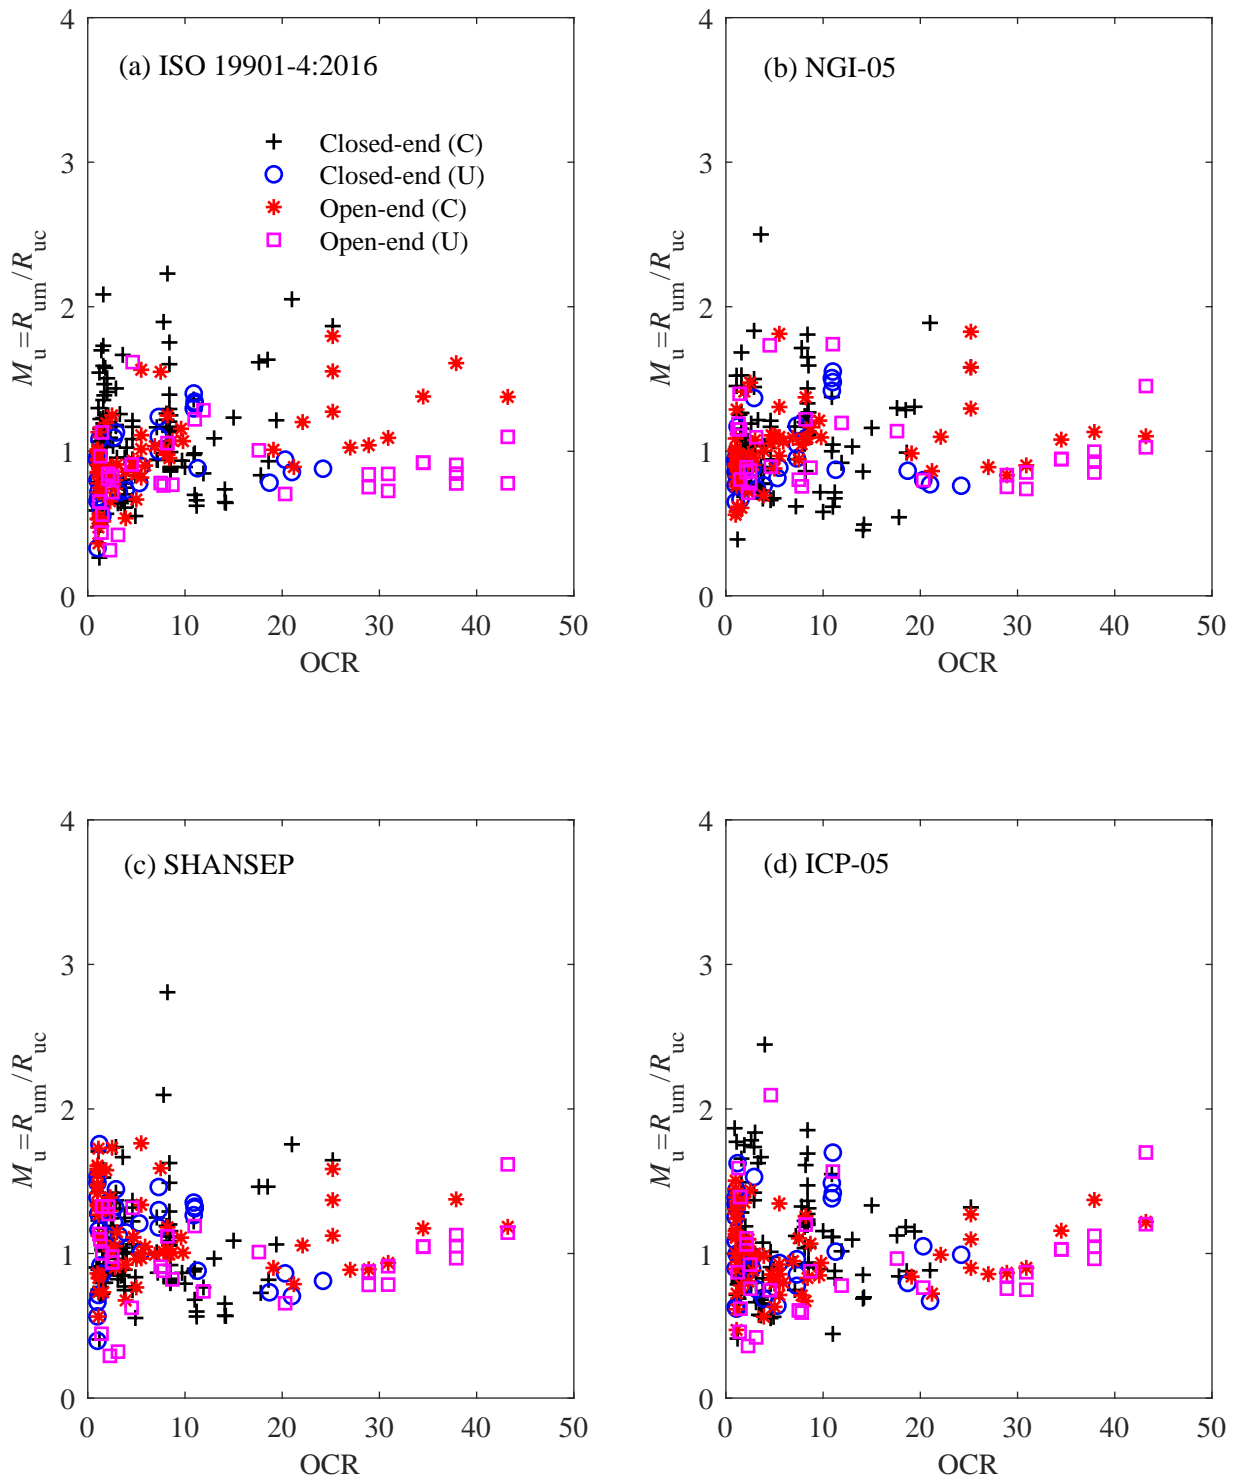 (a) ISO 19901-4:2016
Closed-end (C)
Closed-end (U)
Open-end (C)
Open-end (U)
4
3
2
1
0
0 10 20 30 40 50
OCR
M_u=R_um/R_uc
(b) NGI-05
4
3
2
1
0
0 10 20 30 40 50
OCR
M_u=R_um/R_uc
(c) SHANSEP
4
3
2
1
0
0 10 20 30 40 50
OCR
M_u=R_um/R_uc
(d) ICP-05
4
3
2
1
0
0 10 20 30 40 50
OCR
M_u=R_um/R_uc